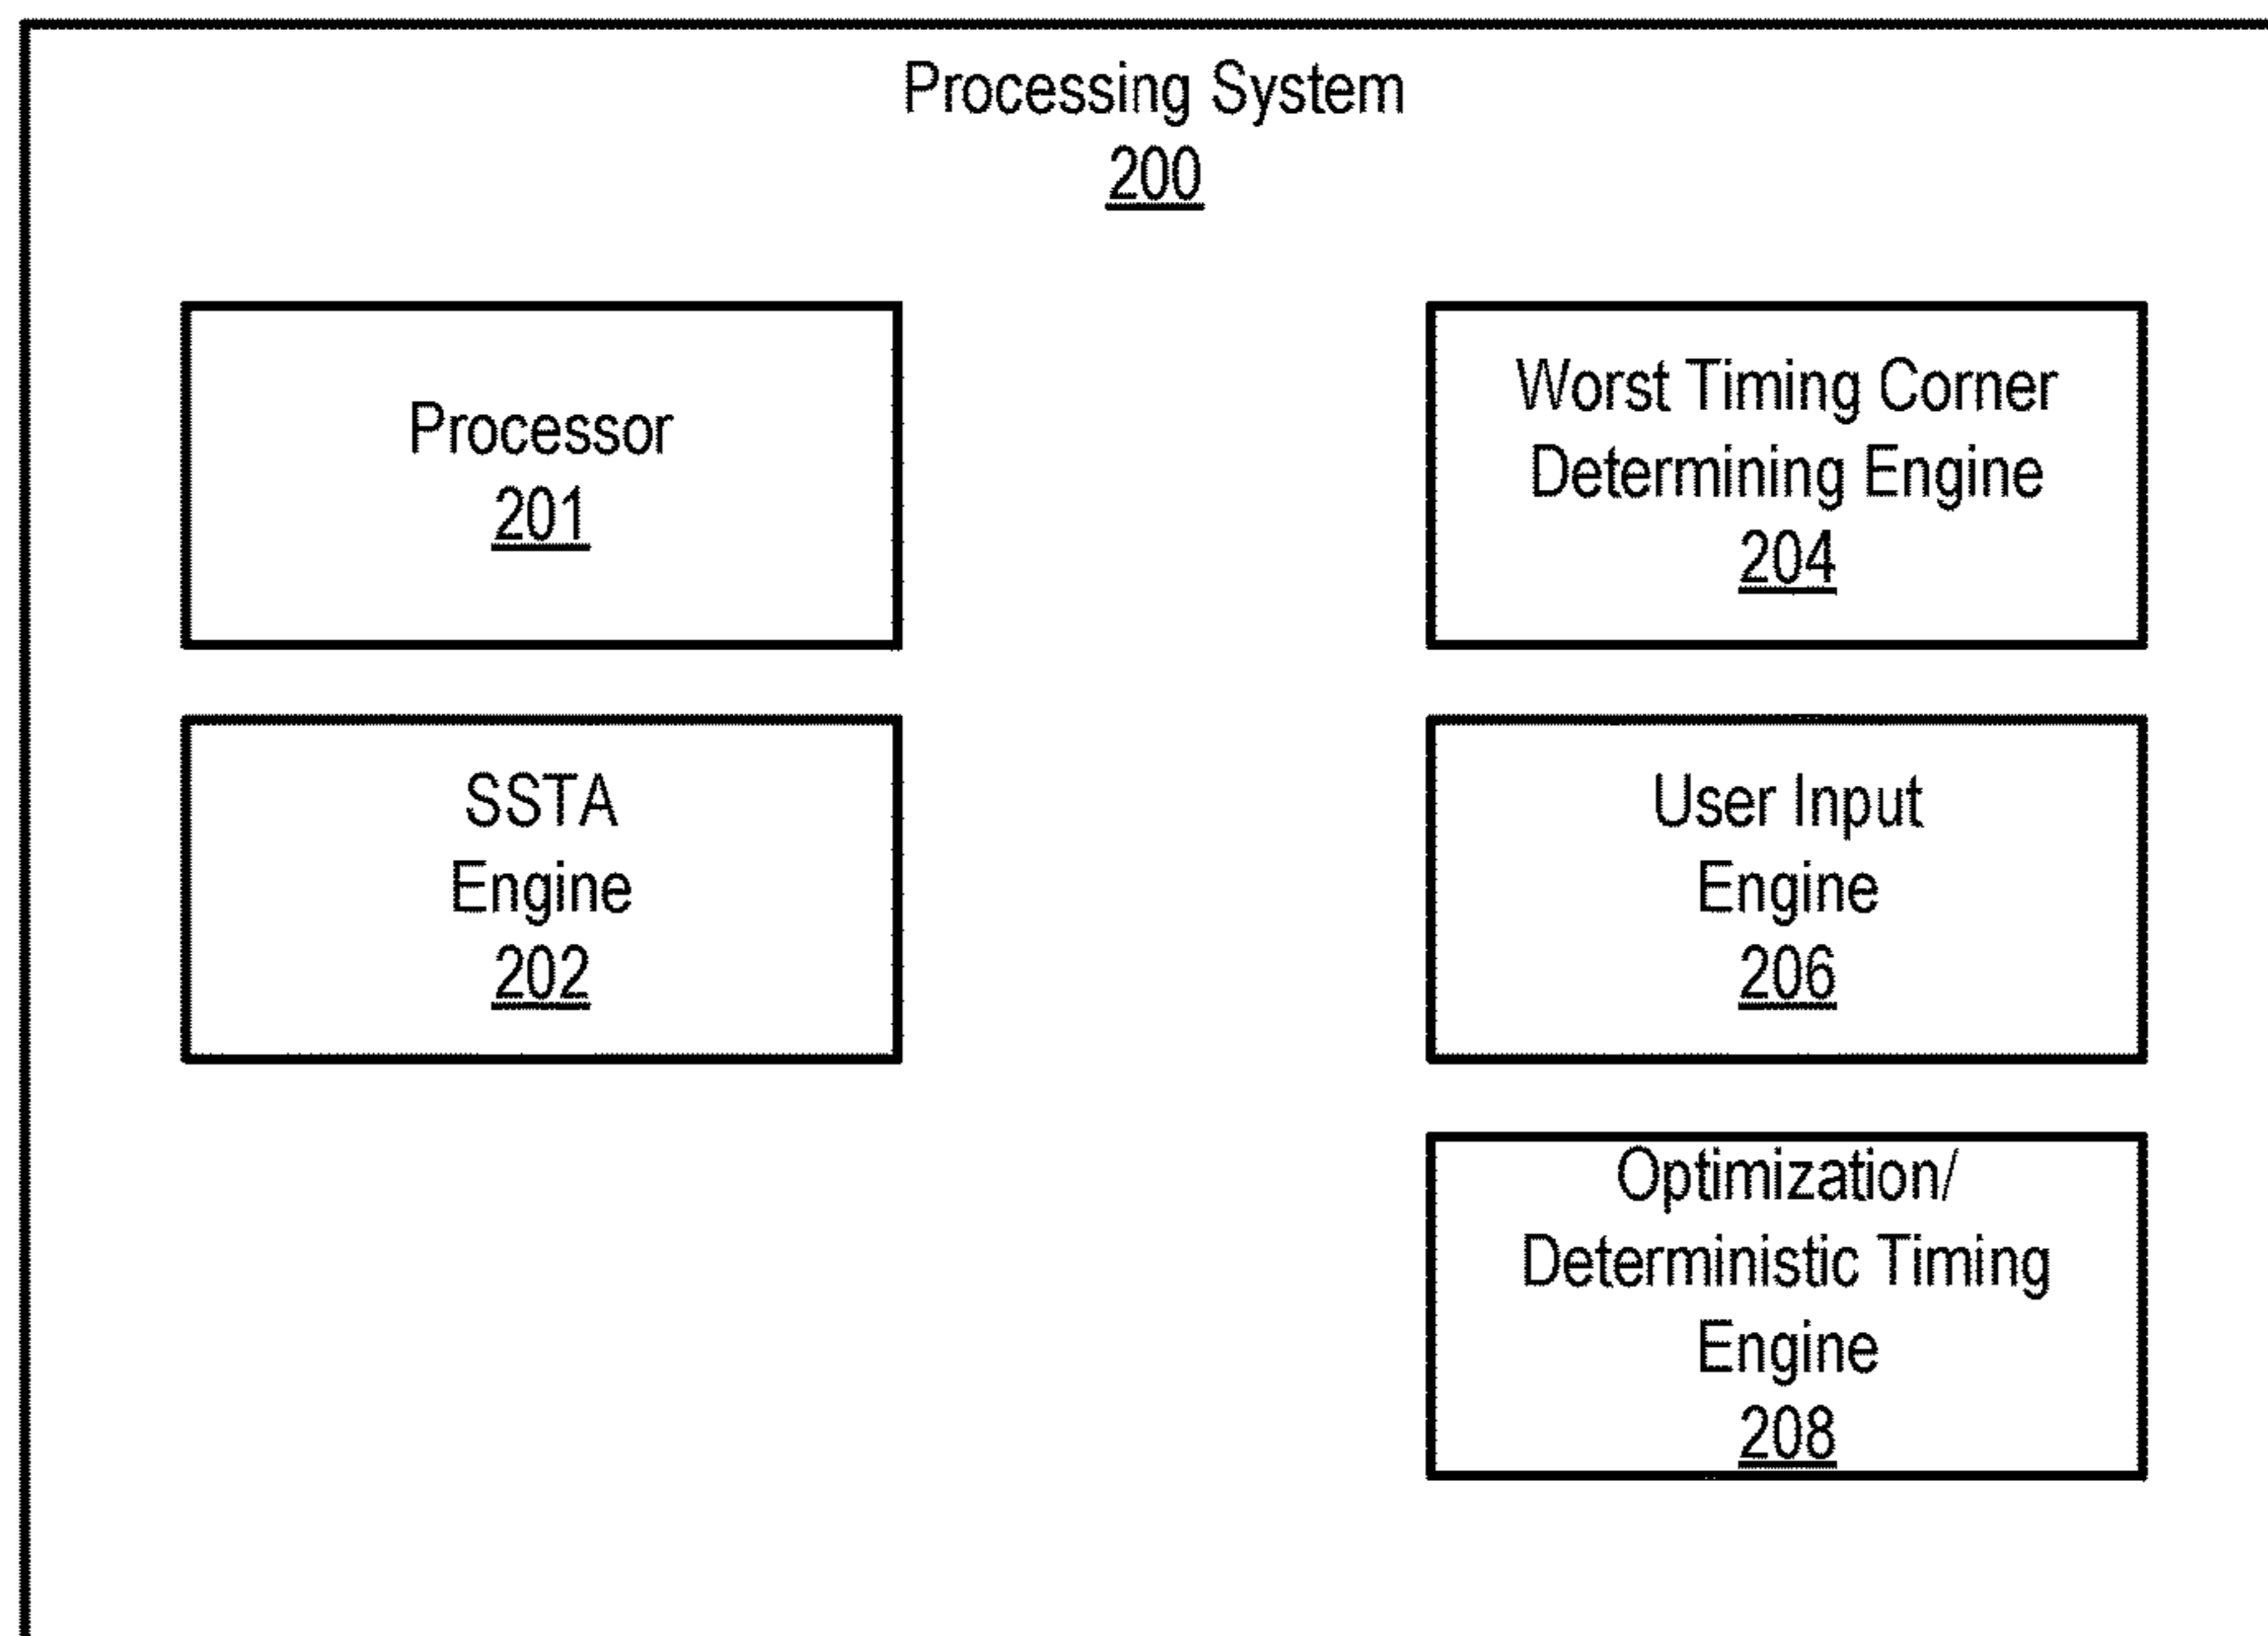 Processing System
200
Processor
201
Worst Timing Corner
Determining Engine
204
SSTA
Engine
202
User Input
Engine
206
Optimization/
Deterministic Timing
Engine
208